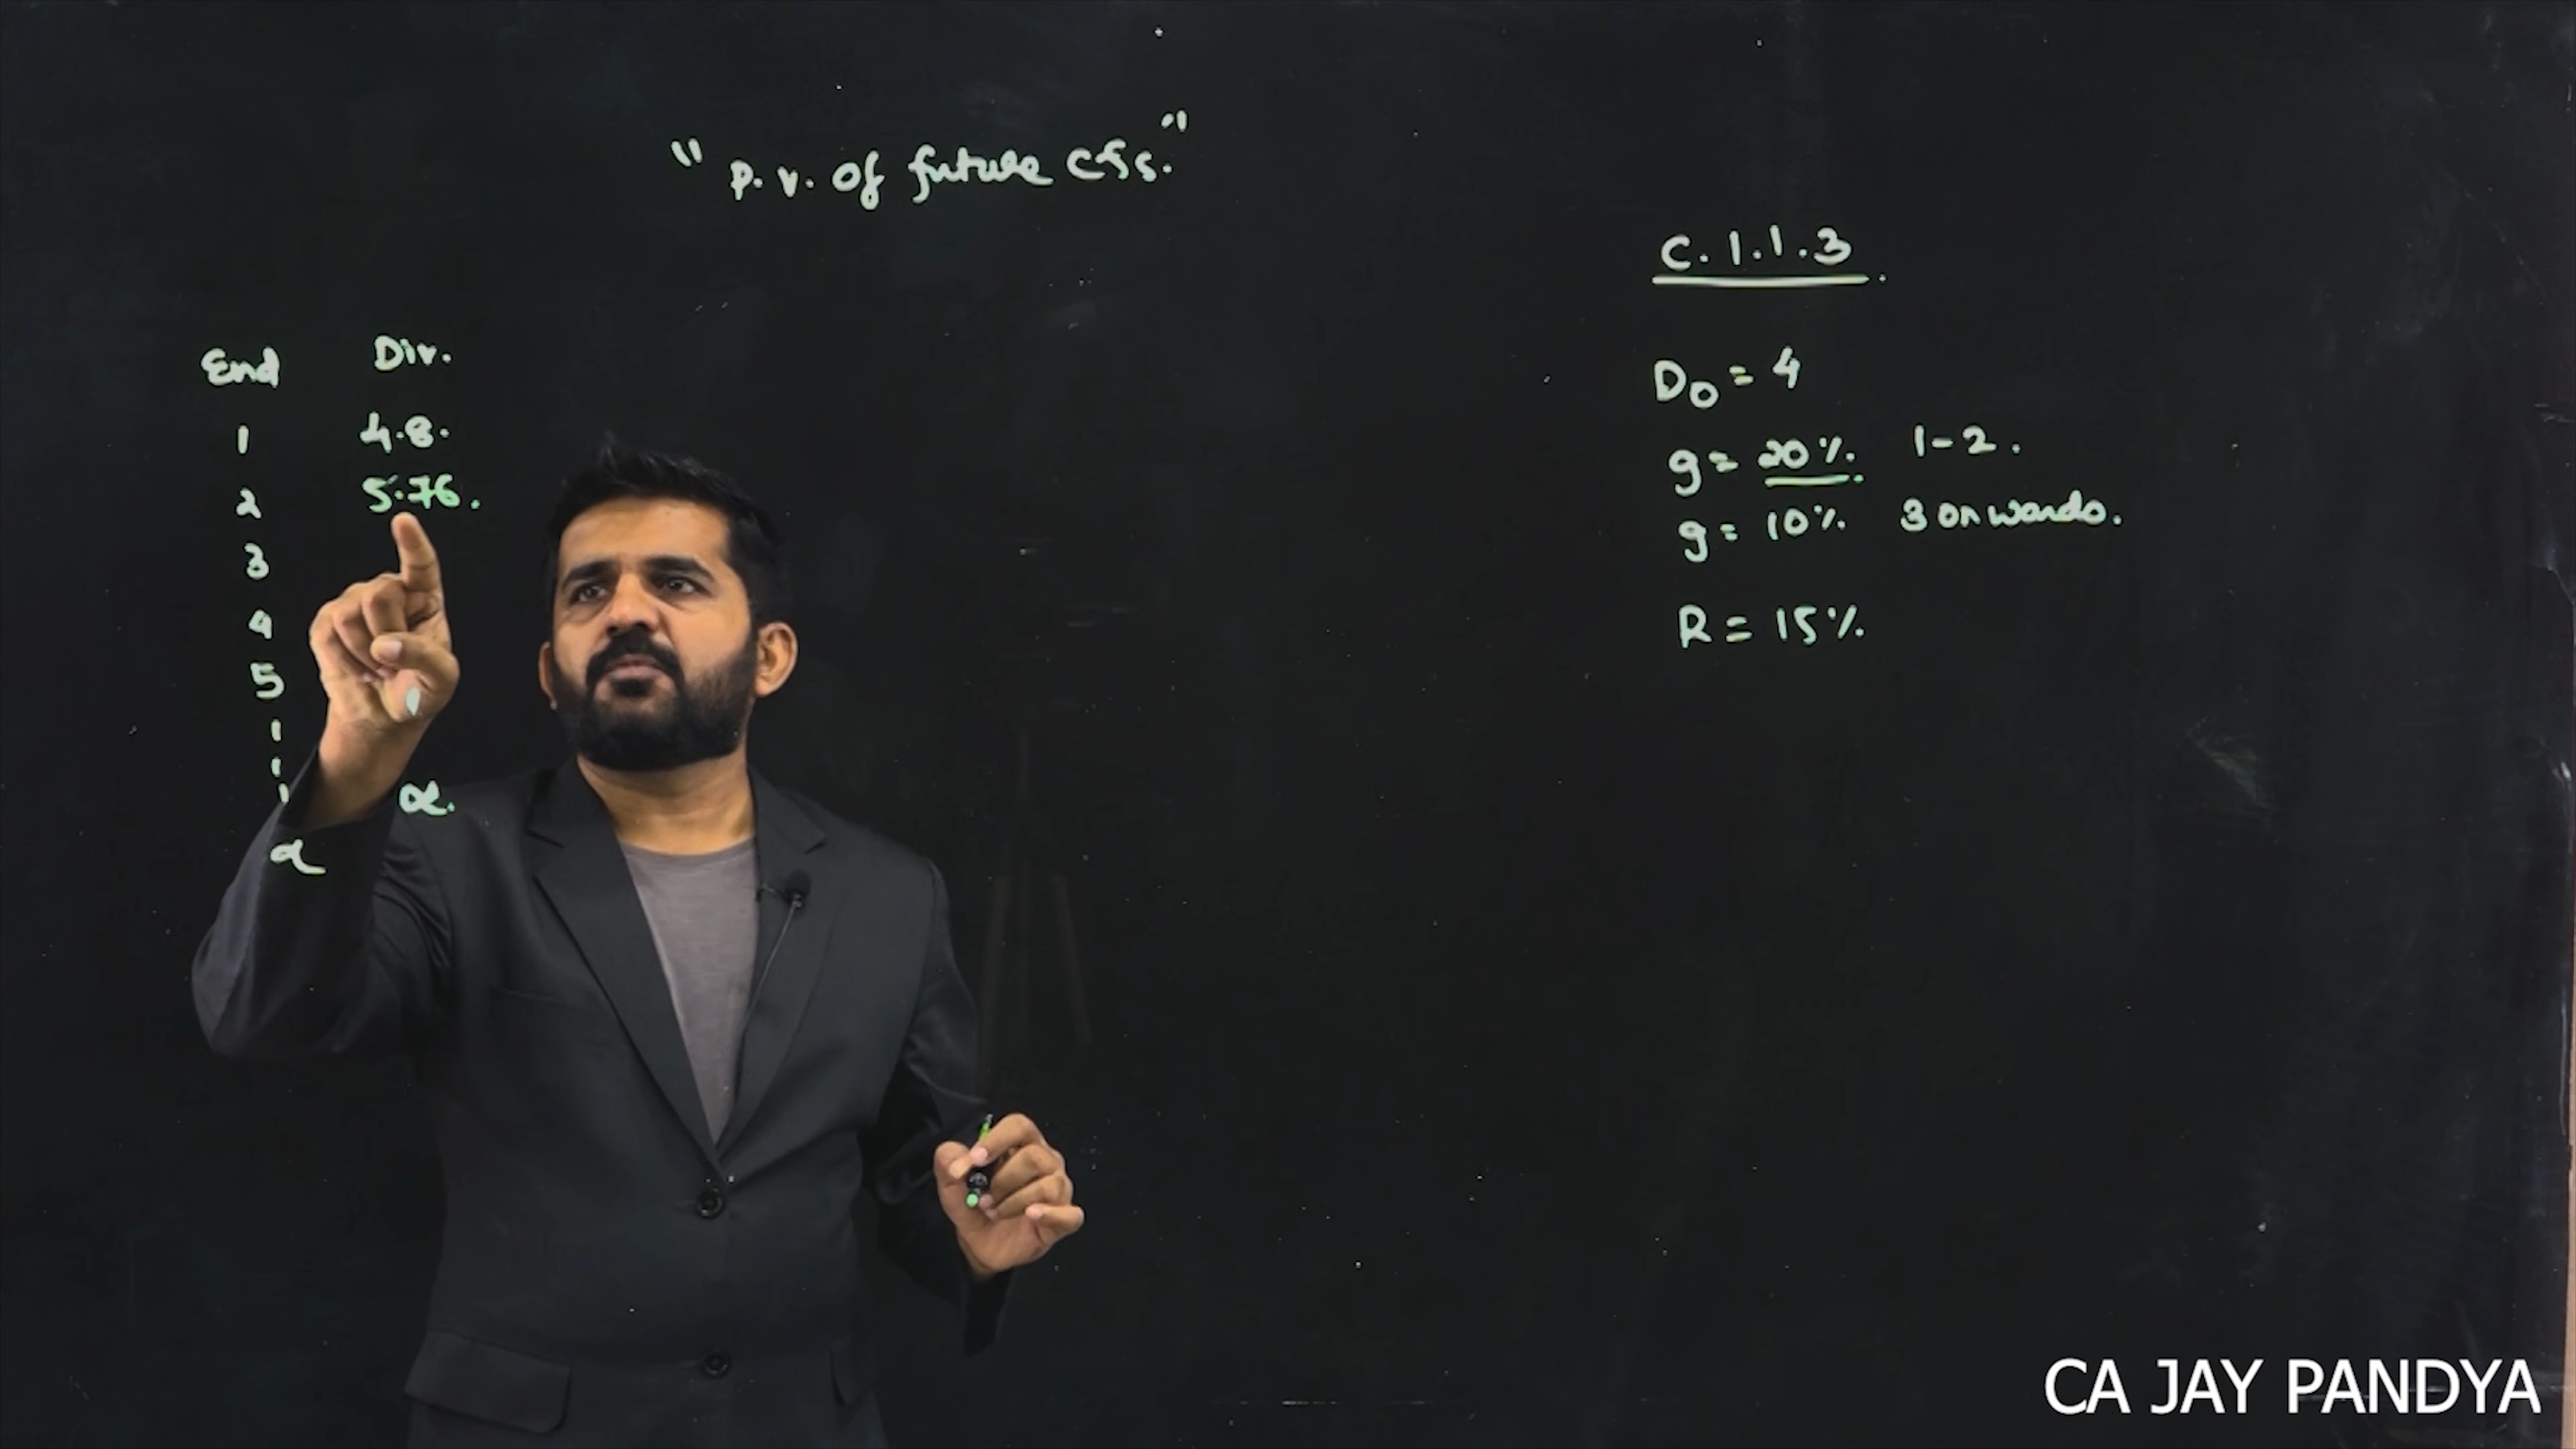 "P.V. of future CFs."
C.1.1.3
D0 = 4
g = 20% 1-2.
g = 10% 3 onwards.
R = 15%
End Div.
1 4.8.
2 5.76.
3
4
5
α.
α
CA JAY PANDYA